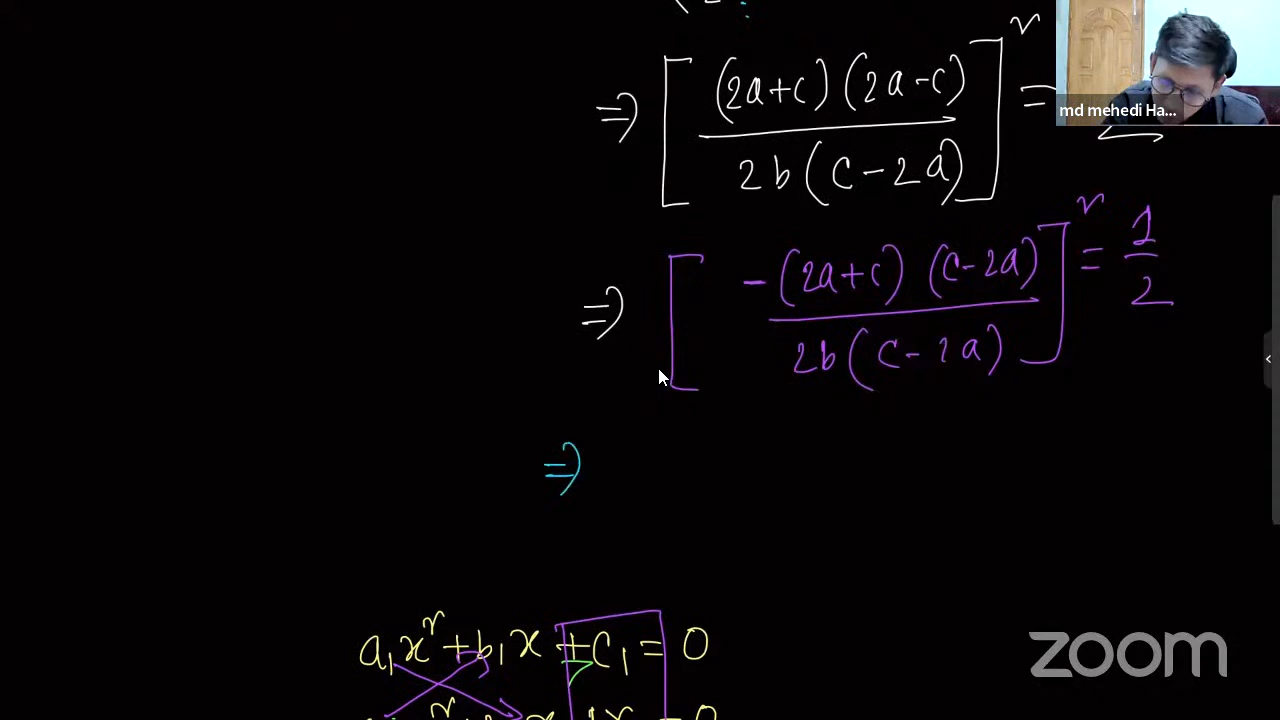 ⇒ [ (2a+c) (2a-c) / 2b (c-2a) ]² =
md mehedi Ha...
⇒ [ -(2a+c) (c-2a) / 2b (c-2a) ]² = 1/2
⇒
a₁x² + b₁x + c₁ = 0
zoom